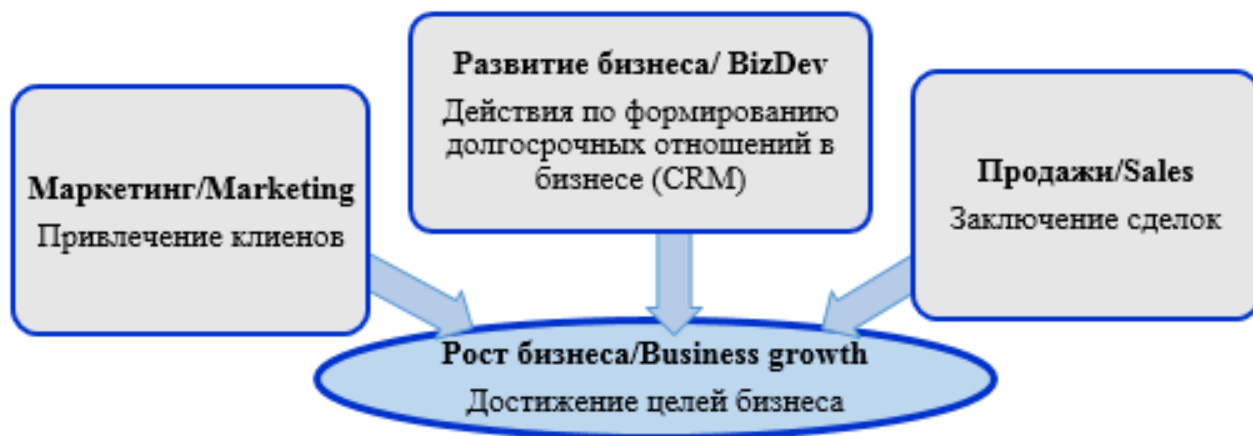 Маркетинг/Marketing
Привлечение клиенов
Развитие бизнеса/ BizDev
Действия по формированию
долгосрочных отношений в
бизнесе (CRM)
Продажи/Sales
Заключение сделок
Рост бизнеса/Business growth
Достижение целей бизнеса